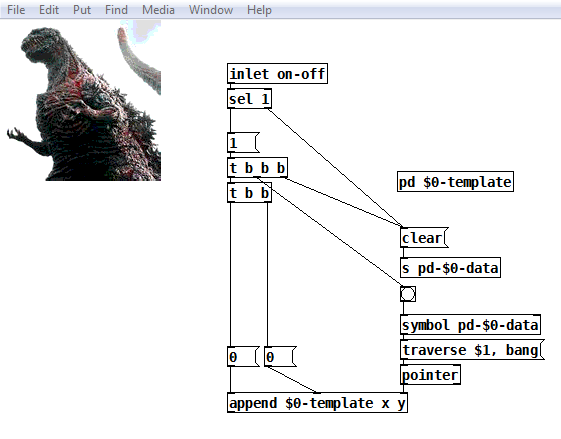 File Edit Put Find Media Window Help
inlet on-off
sel 1
1
t b b b
t b b
pd $0-template
clear
s pd-$0-data
symbol pd-$0-data
traverse $1, bang
0 0
pointer
append $0-template x y